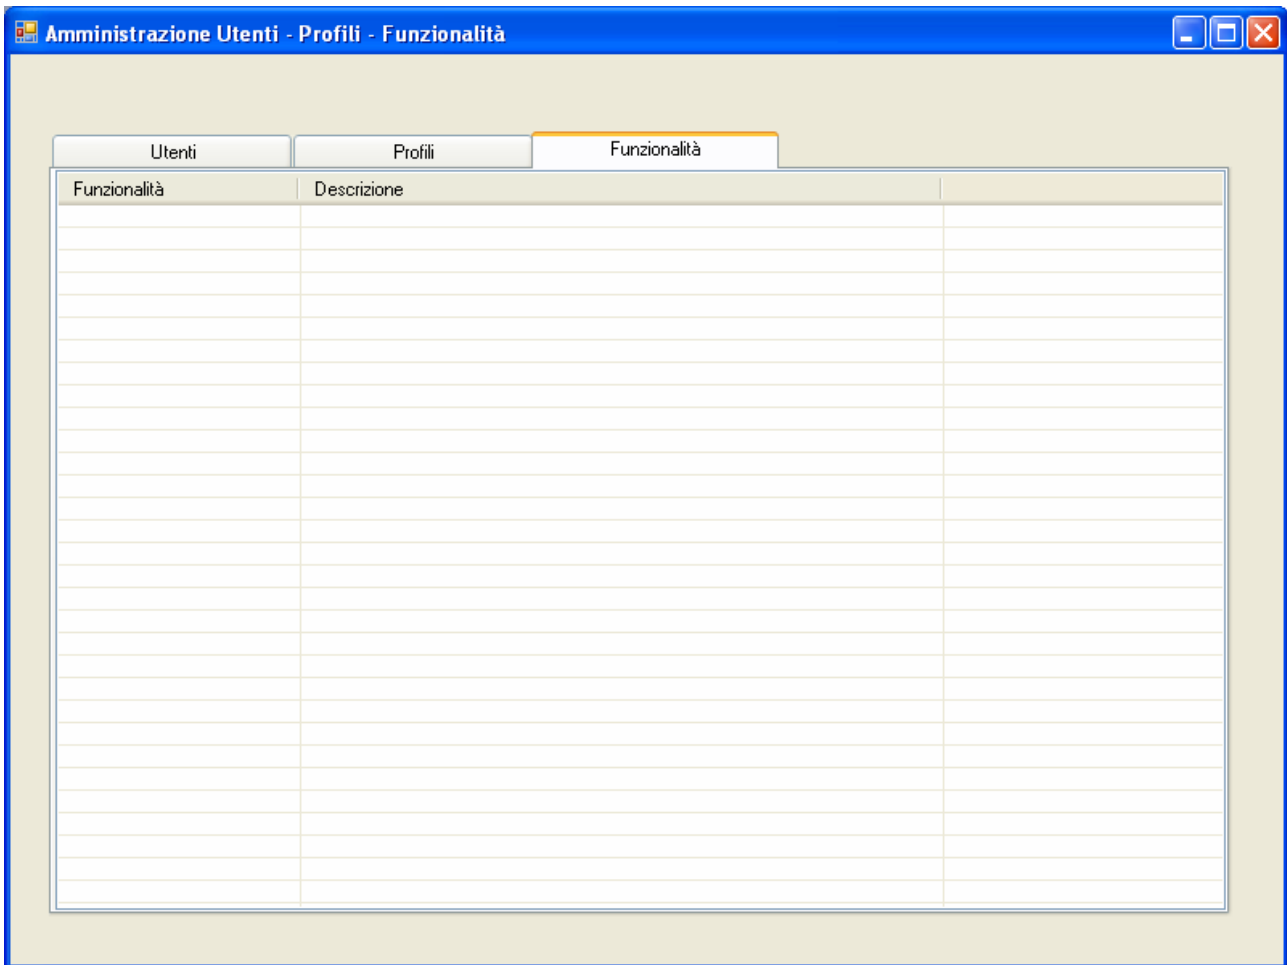 Amministrazione Utenti - Profili - Funzionalità
Utenti Profili Funzionalità
Funzionalità Descrizione